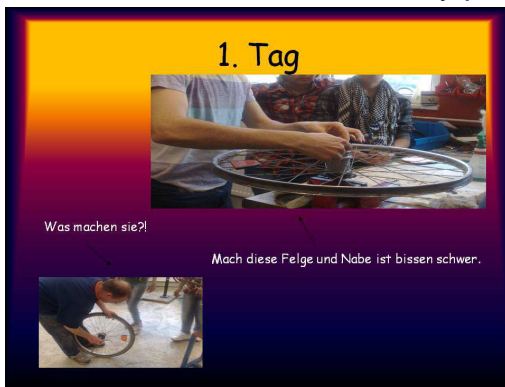 1. Tag
Was machen sie?!
Mach diese Felge und Nabe ist bissen schwer.